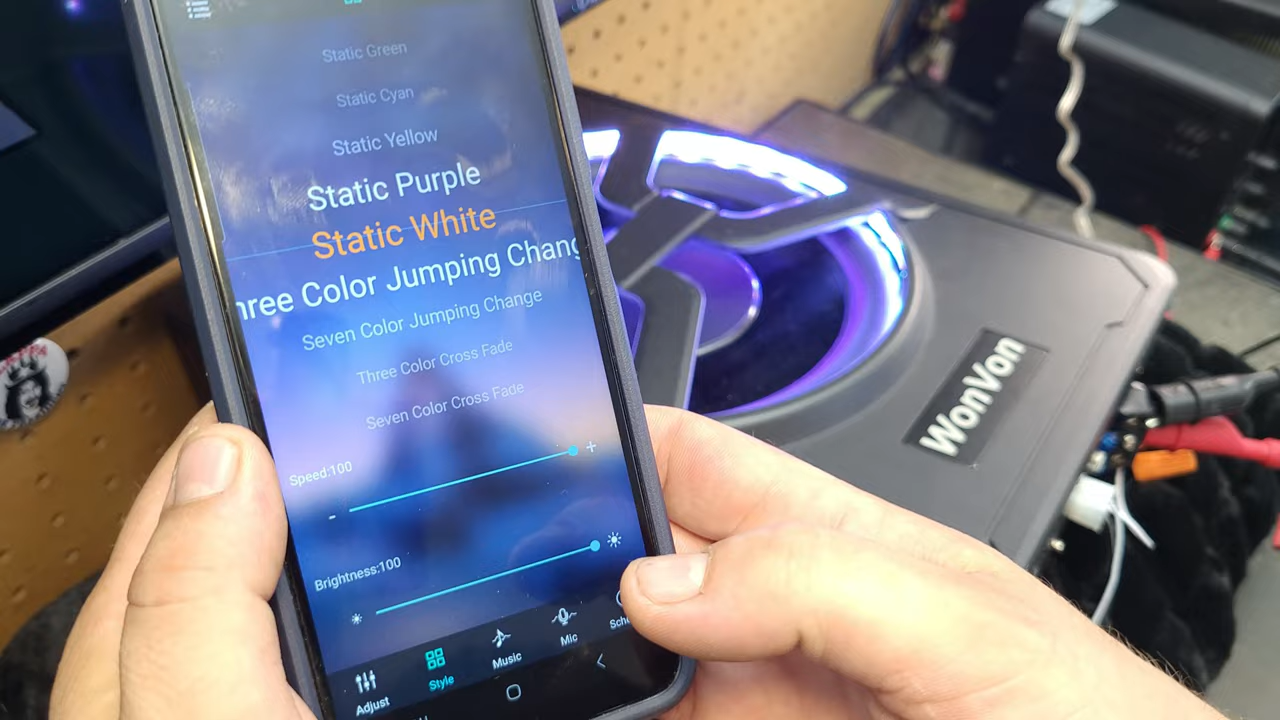 Static Green
Static Cyan
Static Yellow
Static Purple
Static White
hree Color Jumping Chang
Seven Color Jumping Change
Three Color Cross Fade
Seven Color Cross Fade
Speed:100
- +
Brightness:100
Adjust
Style
Music
Mic
Sche
WonVon